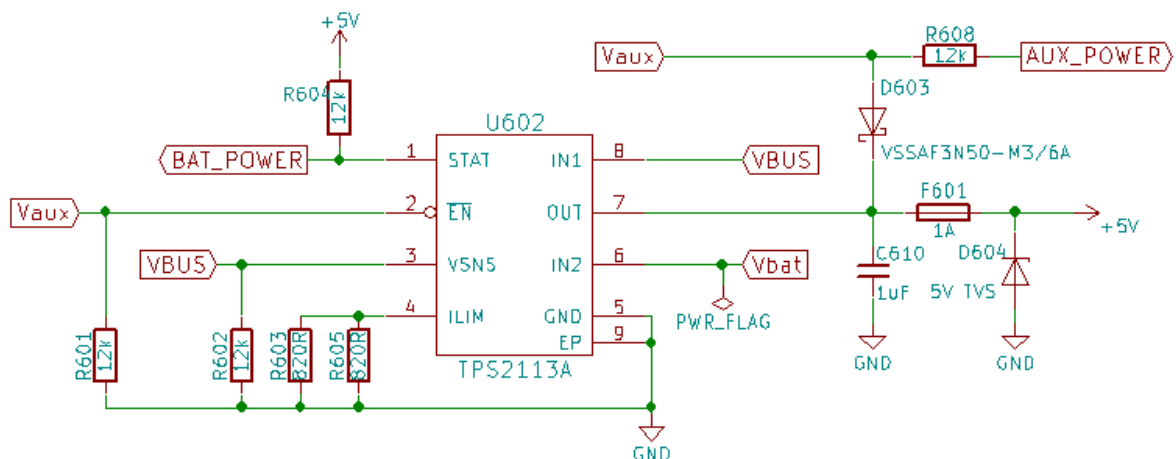 +5V
R604
12k
BAT_POWER
Vaux
VBUS
R601
12k
R602
12k
R603
820R
R605
820R
U602
1
STAT
2
EN
3
VSNS
4
ILIM
IN1
8
OUT
7
IN2
6
GND
5
EP
9
TPS2113A
GND
VBUS
Vbat
PWR_FLAG
Vaux
R608
12k
AUX_POWER
D603
VSSAF3N50-M3/6A
F601
1A
+5V
C610
1uF
D604
5V TVS
GND
GND